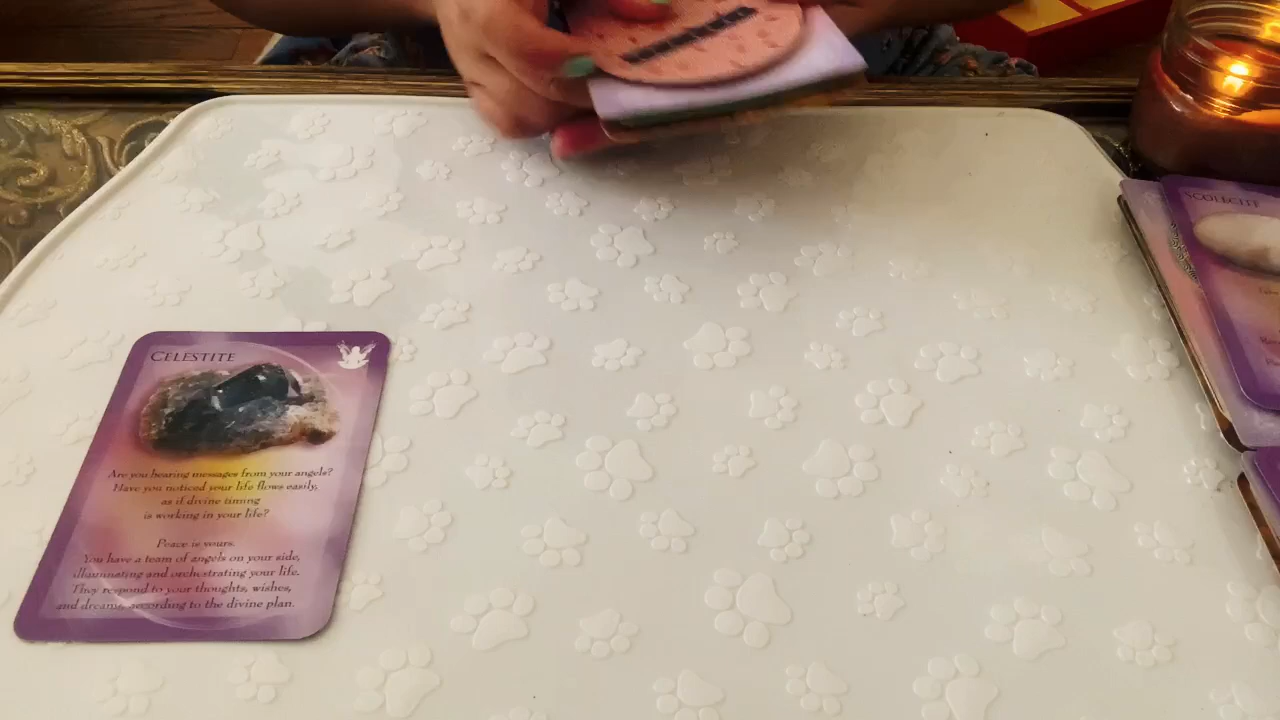 CELESTITE
Are you hearing messages from your angels?
Have you noticed your life flows easily,
as if divine timing
is working in your life?
Peace is yours.
You have a team of angels on your side,
illuminating and orchestrating your life.
They respond to your thoughts, wishes,
and dreams, according to the divine plan.
SCOLECITE